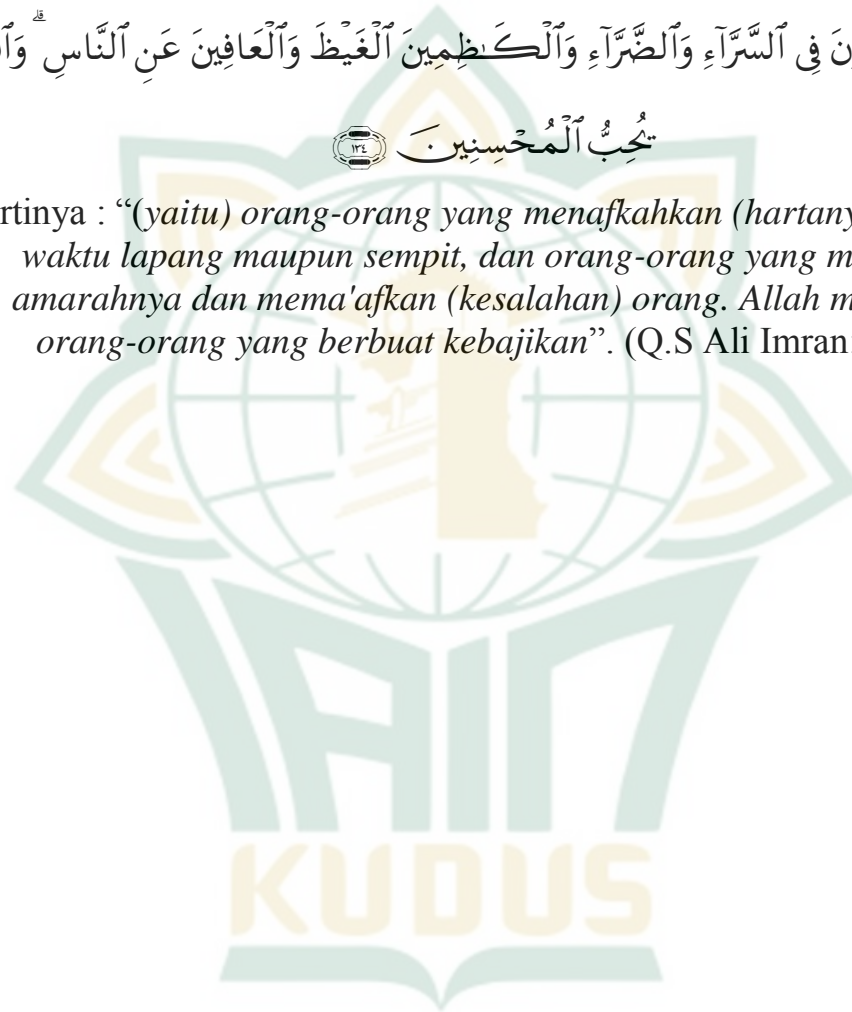 فِى ٱلسَّرَّآءِ وَٱلضَّرَّآءِ وَٱلْكَـٰظِمِينَ ٱلْغَيْظَ وَٱلْعَافِينَ عَنِ ٱلنَّاسِ ۗ
يُحِبُّ ٱلْمُحْسِنِينَ ١٣٤
rtinya : “(yaitu) orang-orang yang menafkahkan (hartany
waktu lapang maupun sempit, dan orang-orang yang m
amarahnya dan mema'afkan (kesalahan) orang. Allah m
orang-orang yang berbuat kebajikan”. (Q.S Ali Imran
IAIN
KUDUS